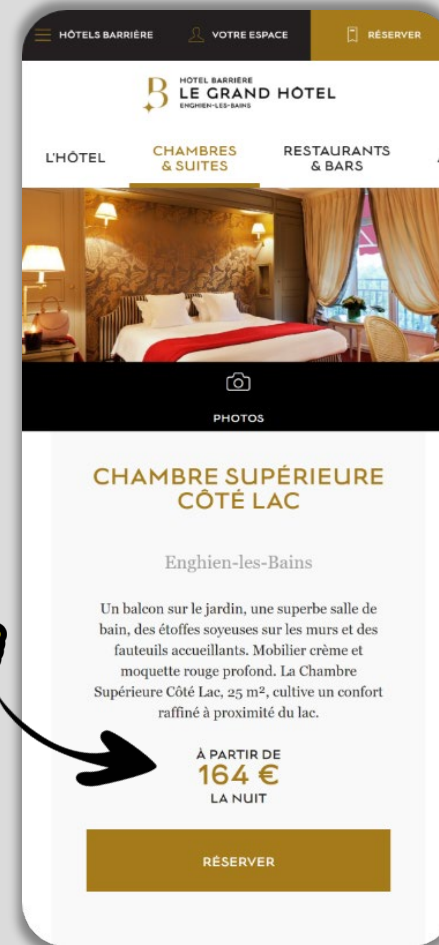 HÔTELS BARRIÈRE
VOTRE ESPACE
RÉSERVER
B
HÔTEL BARRIÈRE
LE GRAND HÔTEL
ENGHIEN-LES-BAINS
L'HÔTEL
CHAMBRES
& SUITES
RESTAURANTS
& BARS
PHOTOS
CHAMBRE SUPÉRIEURE
CÔTÉ LAC
Enghien-les-Bains
Un balcon sur le jardin, une superbe salle de
bain, des étoffes soyeuses sur les murs et des
fauteuils accueillants. Mobilier crème et
moquette rouge profond. La Chambre
Supérieure Côté Lac, 25 m², cultive un confort
raffiné à proximité du lac.
À PARTIR DE
164 €
LA NUIT
RÉSERVER